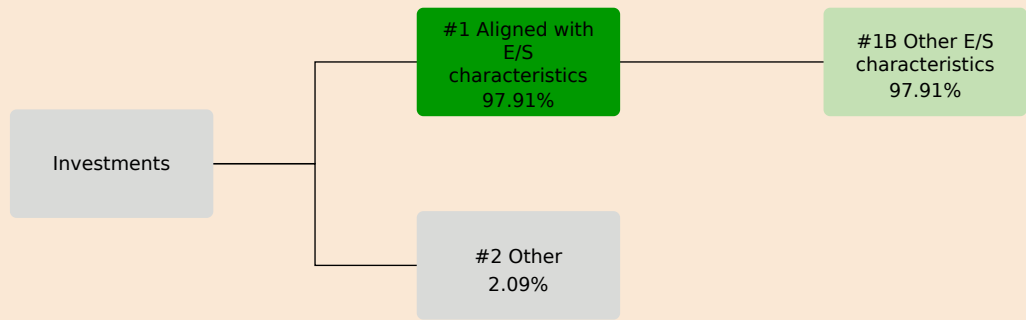 Investments
#1 Aligned with
E/S
characteristics
97.91%
#1B Other E/S
characteristics
97.91%
#2 Other
2.09%